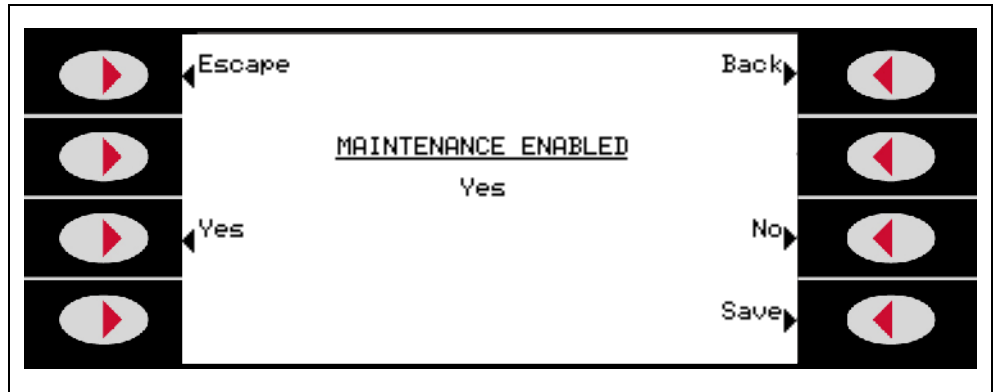 Escape Back
MAINTENANCE ENABLED
Yes
Yes No
Save